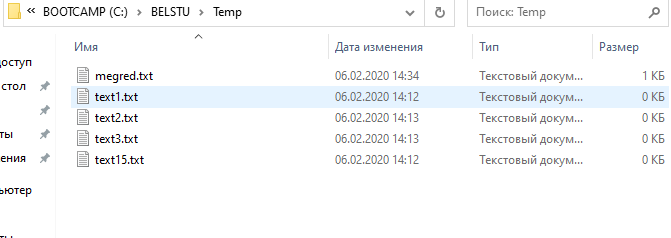 « BOOTCAMP (C:) > BELSTU > Temp Поиск: Temp
Имя Дата изменения Тип Размер
доступ
стол
ты
ения
ьютер
megred.txt 06.02.2020 14:34 Текстовый докум... 1 КБ
text1.txt 06.02.2020 14:12 Текстовый докум... 0 КБ
text2.txt 06.02.2020 14:13 Текстовый докум... 0 КБ
text3.txt 06.02.2020 14:13 Текстовый докум... 0 КБ
text15.txt 06.02.2020 14:12 Текстовый докум... 0 КБ